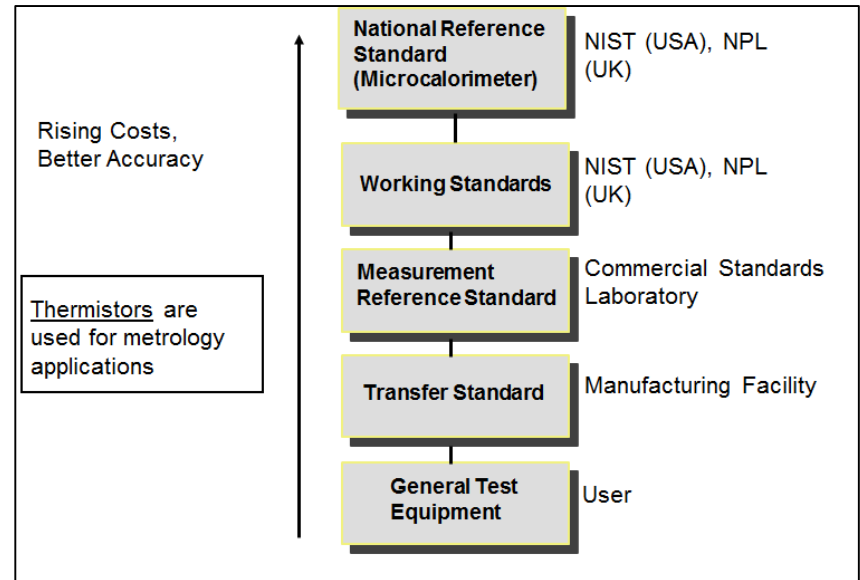 National Reference
Standard
(Microcalorimeter)
NIST (USA), NPL
(UK)
Rising Costs,
Better Accuracy
Working Standards
NIST (USA), NPL
(UK)
Measurement
Reference Standard
Commercial Standards
Laboratory
Thermistors are
used for metrology
applications
Transfer Standard
Manufacturing Facility
General Test
Equipment
User